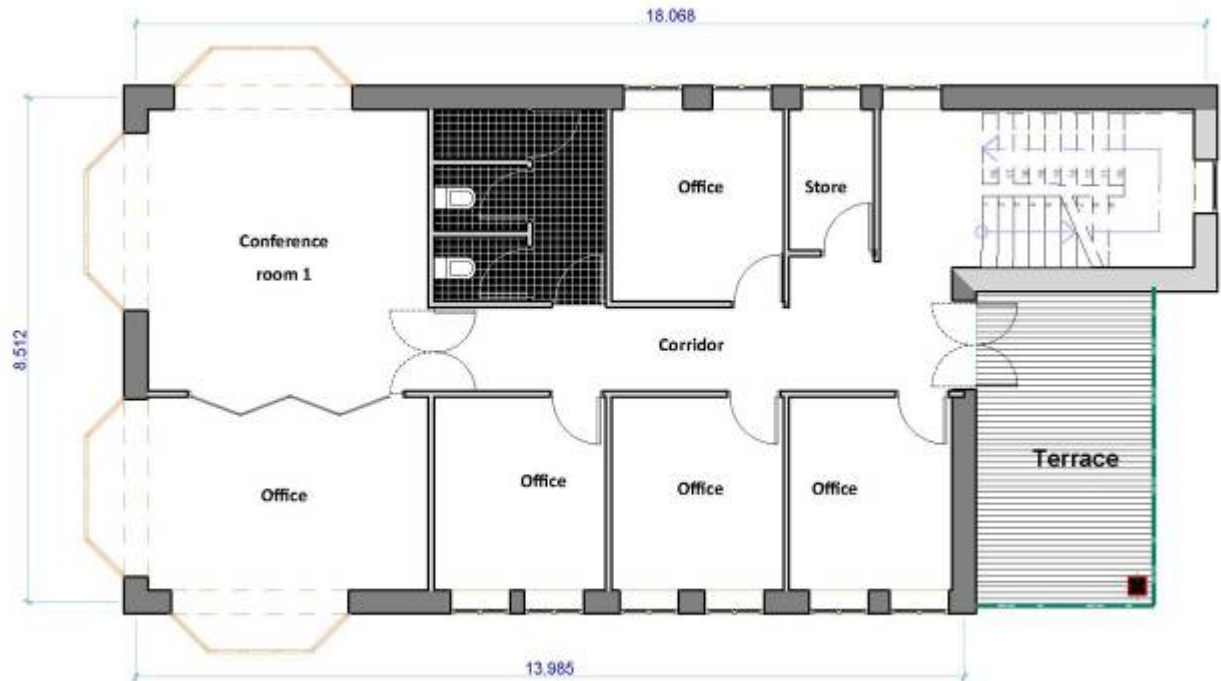 18.068
Office
Store
Conference
room 1
8.512
Corridor
Office
Office
Office
Office
Terrace
13.985